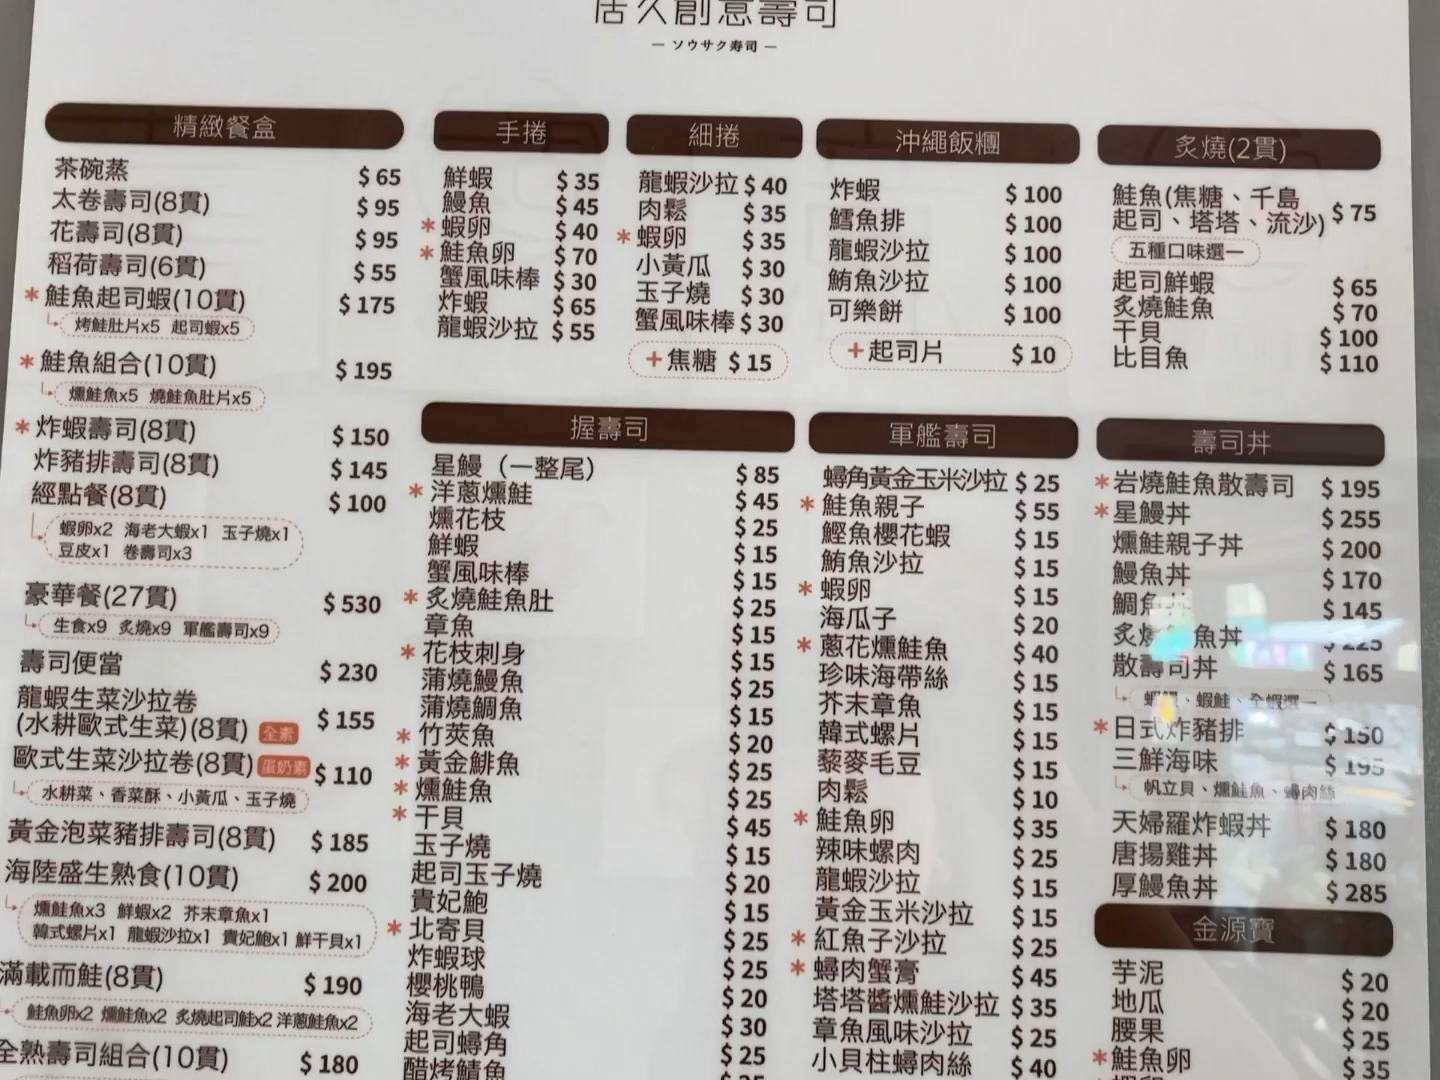 居久創意壽司
— ソウサク寿司 —
精緻餐盒
茶碗蒸 $65
太卷壽司(8貫) $95
花壽司(8貫) $95
稻荷壽司(6貫) $55
*鮭魚起司蝦(10貫) $175
烤鮭肚片x5 起司蝦x5
*鮭魚組合(10貫) $195
燻鮭魚x5 燒鮭魚肚片x5
*炸蝦壽司(8貫) $150
炸豬排壽司(8貫) $145
經點餐(8貫) $100
蝦卵x2 海老大蝦x1 玉子燒x1
豆皮x1 卷壽司x3
豪華餐(27貫) $530
生食x9 炙燒x9 軍艦壽司x9
壽司便當 $230
龍蝦生菜沙拉卷
(水耕歐式生菜)(8貫) 全素 $155
歐式生菜沙拉卷(8貫) 蛋奶素 $110
水耕菜、香菜酥、小黃瓜、玉子燒
黃金泡菜豬排壽司(8貫) $185
海陸盛生熟食(10貫) $200
燻鮭魚x3 鮮蝦x2 芥末章魚x1
韓式螺片x1 龍蝦沙拉x1 貴妃鮑x1 鮮干貝x1
滿載而鮭(8貫) $190
鮭魚卵x2 燻鮭魚x2 炙燒起司鮭x2 洋蔥鮭魚x2
全熟壽司組合(10貫) $180
手捲
鮮蝦 $35
鰻魚 $45
*蝦卵 $40
*鮭魚卵 $70
蟹風味棒 $30
炸蝦 $65
龍蝦沙拉 $55
細捲
龍蝦沙拉 $40
肉鬆 $35
*蝦卵 $35
小黃瓜 $30
玉子燒 $30
蟹風味棒 $30
+焦糖 $15
沖繩飯糰
炸蝦 $100
鱈魚排 $100
龍蝦沙拉 $100
鮪魚沙拉 $100
可樂餅 $100
+起司片 $10
炙燒(2貫)
鮭魚(焦糖、千島
起司、塔塔、流沙) $75
五種口味選一
起司鮮蝦 $65
炙燒鮭魚 $70
干貝 $100
比目魚 $110
握壽司
星鰻（一整尾） $85
*洋蔥燻鮭 $45
燻花枝 $25
鮮蝦 $15
蟹風味棒 $15
*炙燒鮭魚肚 $25
章魚 $15
*花枝刺身 $15
蒲燒鰻魚 $25
蒲燒鯛魚 $15
*竹莢魚 $20
*黃金鯡魚 $25
*燻鮭魚 $25
*干貝 $45
玉子燒 $15
起司玉子燒 $20
貴妃鮑 $15
*北寄貝 $25
炸蝦球 $25
櫻桃鴨 $20
海老大蝦 $30
起司蟳角 $25
醋烤鯖魚
軍艦壽司
蟳角黃金玉米沙拉 $25
*鮭魚親子 $55
鰹魚櫻花蝦 $15
鮪魚沙拉 $15
*蝦卵 $15
海瓜子 $20
*蔥花燻鮭魚 $40
珍味海帶絲 $15
芥末章魚 $15
韓式螺片 $15
藜麥毛豆 $15
肉鬆 $10
*鮭魚卵 $35
辣味螺肉 $25
龍蝦沙拉 $15
黃金玉米沙拉 $15
*紅魚子沙拉 $25
*蟳肉蟹膏 $45
塔塔醬燻鮭沙拉 $35
章魚風味沙拉 $25
小貝柱蟳肉絲 $40
壽司丼
*岩燒鮭魚散壽司 $195
*星鰻丼 $255
燻鮭親子丼 $200
鰻魚丼 $170
鯛魚丼 $145
炙燒魚丼 $225
散壽司丼 $165
蝦鰻、蝦鮭、全蝦選一
*日式炸豬排 $150
三鮮海味 $195
帆立貝、燻鮭魚、蟳肉絲
天婦羅炸蝦丼 $180
唐揚雞丼 $180
厚鰻魚丼 $285
金源寶
芋泥 $20
地瓜 $20
腰果 $25
*鮭魚卵 $35